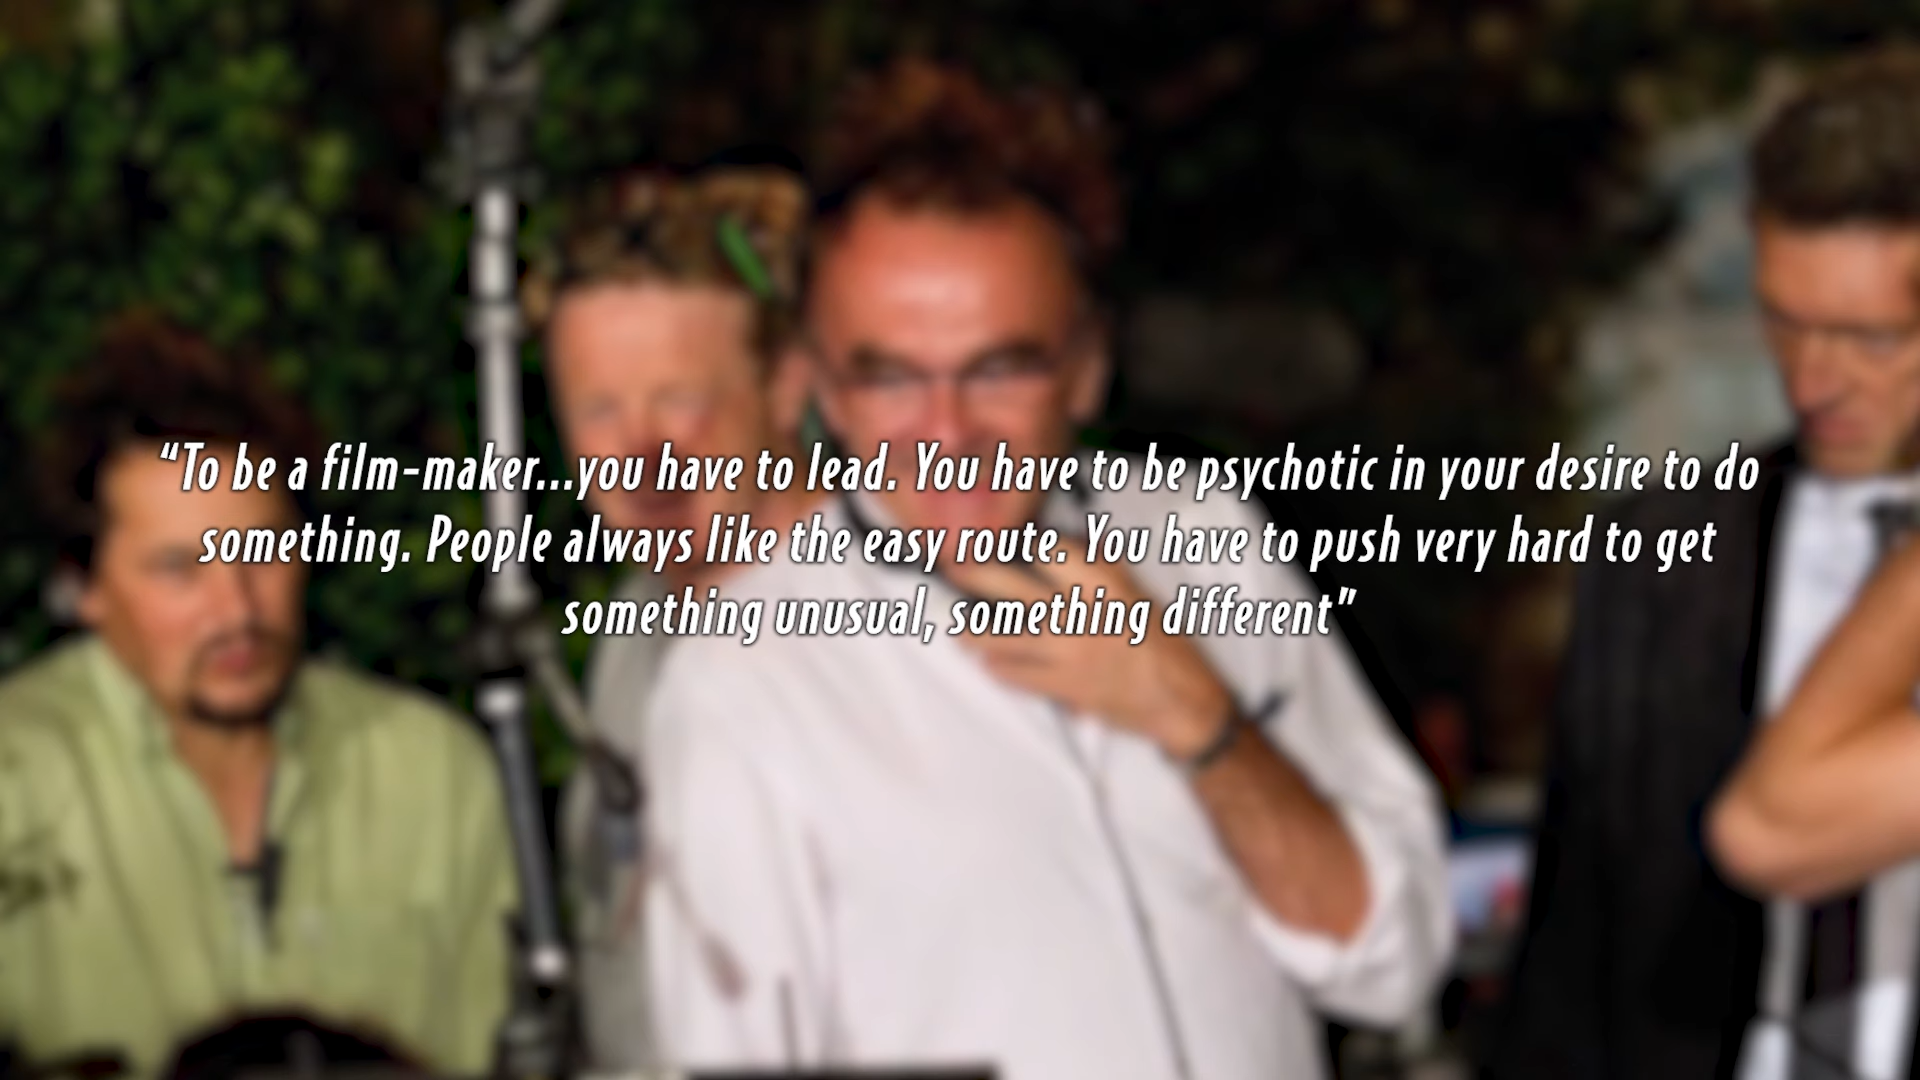 “To be a film-maker...you have to lead. You have to be psychotic in your desire to do
something. People always like the easy route. You have to push very hard to get
something unusual, something different”